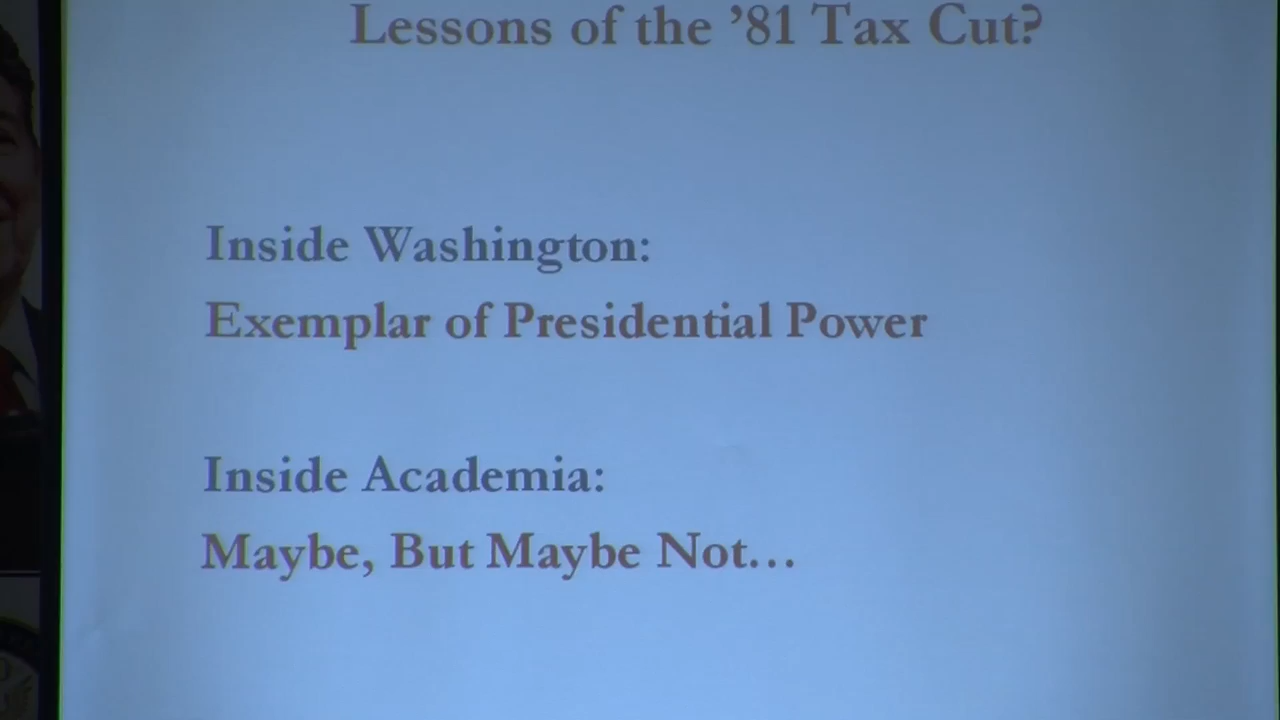 Lessons of the ’81 Tax Cut?
Inside Washington:
Exemplar of Presidential Power
Inside Academia:
Maybe, But Maybe Not…